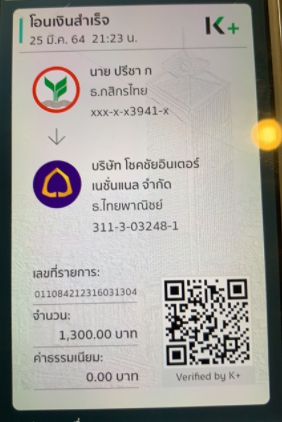 โอนเงินสำเร็จ
25 มี.ค. 64 21:23 น.
K+
นาย ปรีชา ก
ธ.กสิกรไทย
xxx-x-x3941-x
บริษัท โชคชัยอินเตอร์
เนชั่นแนล จำกัด
ธ.ไทยพาณิชย์
311-3-03248-1
เลขที่รายการ:
011084212316031304
จำนวน:
1,300.00 บาท
ค่าธรรมเนียม:
0.00 บาท
Verified by K+